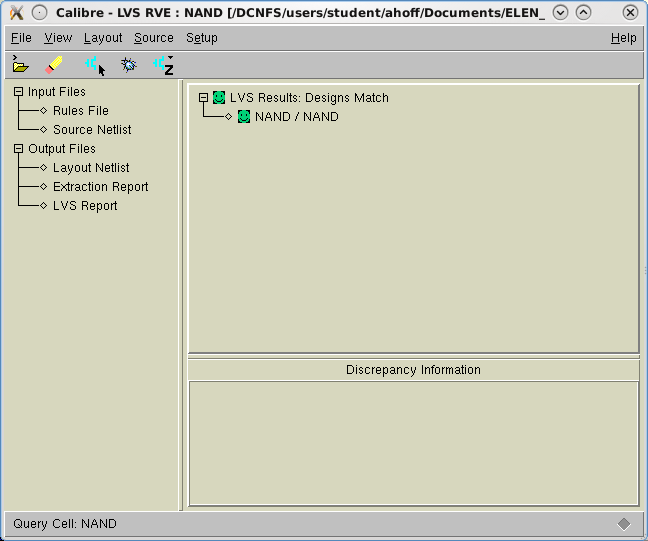 Calibre - LVS RVE : NAND [/DCNFS/users/student/ahoff/Documents/ELEN_
File View Layout Source Setup Help
Z
Input Files
Rules File
Source Netlist
Output Files
Layout Netlist
Extraction Report
LVS Report
LVS Results: Designs Match
NAND / NAND
Discrepancy Information
Query Cell: NAND